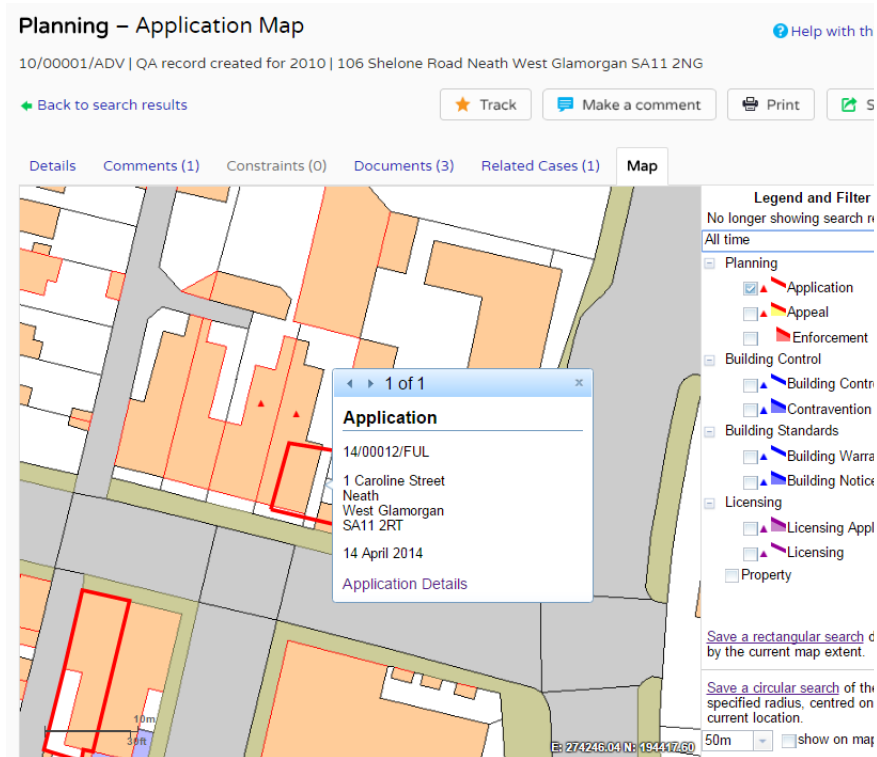 Planning – Application Map
Help with th
10/00001/ADV | QA record created for 2010 | 106 Shelone Road Neath West Glamorgan SA11 2NG
Back to search results
Track
Make a comment
Print
S
Details
Comments (1)
Constraints (0)
Documents (3)
Related Cases (1)
Map
Legend and Filter
No longer showing search re
All time
Planning
Application
Appeal
Enforcement
Building Control
Building Contro
Contravention
Building Standards
Building Warra
Building Notice
Licensing
Licensing Appl
Licensing
Property
Save a rectangular search d
by the current map extent.
Save a circular search of the
specified radius, centred on
current location.
50m
show on map
1 of 1
Application
14/00012/FUL
1 Caroline Street
Neath
West Glamorgan
SA11 2RT
14 April 2014
Application Details
10m
30ft
E: 274246.04 N: 194417.60